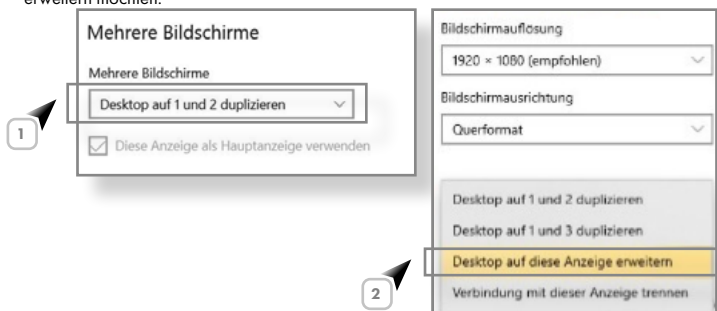 erweitern möchten.
Mehrere Bildschirme
Mehrere Bildschirme
Desktop auf 1 und 2 duplizieren
Diese Anzeige als Hauptanzeige verwenden
1
Bildschirmauflösung
1920 × 1080 (empfohlen)
Bildschirmausrichtung
Querformat
Desktop auf 1 und 2 duplizieren
Desktop auf 1 und 3 duplizieren
Desktop auf diese Anzeige erweitern
Verbindung mit dieser Anzeige trennen
2